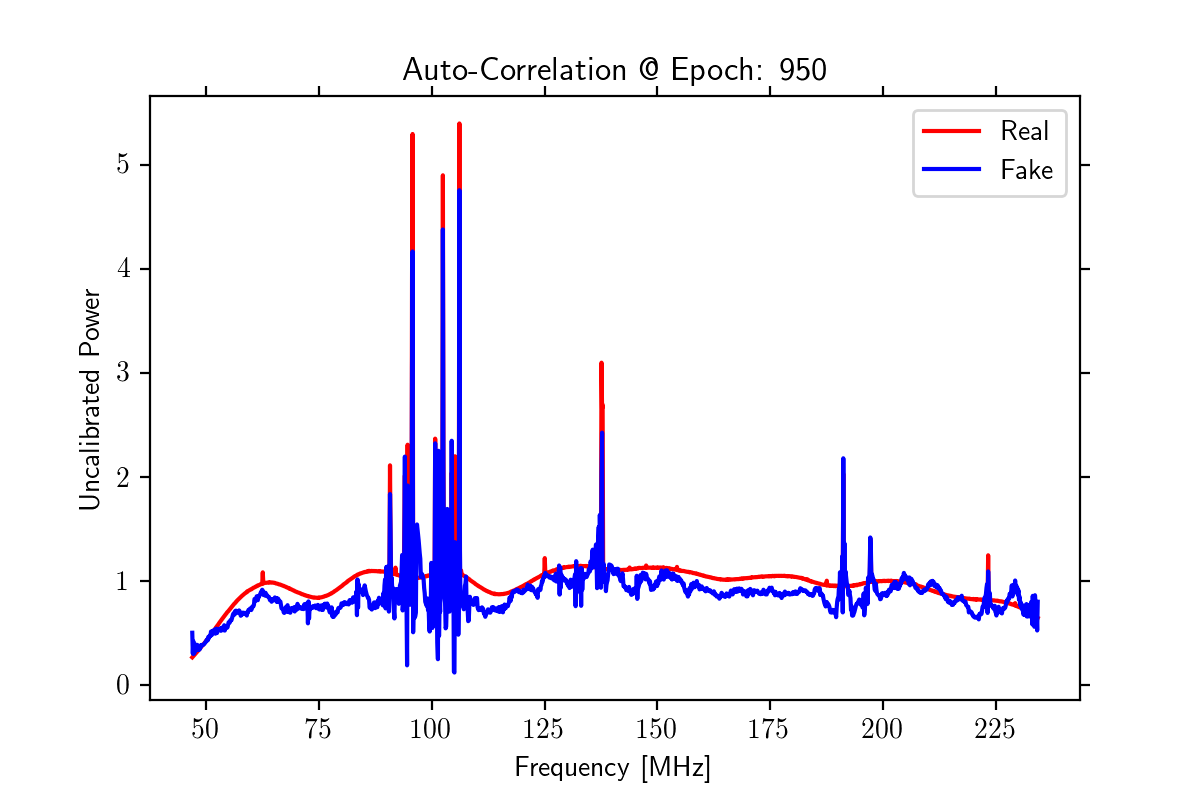 Auto-Correlation @ Epoch: 950
Real
Fake
Uncalibrated Power
5
4
3
2
1
0
50 75 100 125 150 175 200 225
Frequency [MHz]